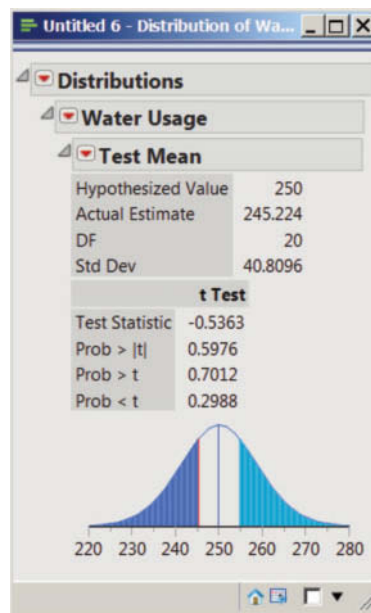 Untitled 6 - Distribution of Wa...
Distributions
Water Usage
Test Mean
Hypothesized Value 250
Actual Estimate 245.224
DF 20
Std Dev 40.8096
t Test
Test Statistic -0.5363
Prob > |t| 0.5976
Prob > t 0.7012
Prob < t 0.2988
220 230 240 250 260 270 280